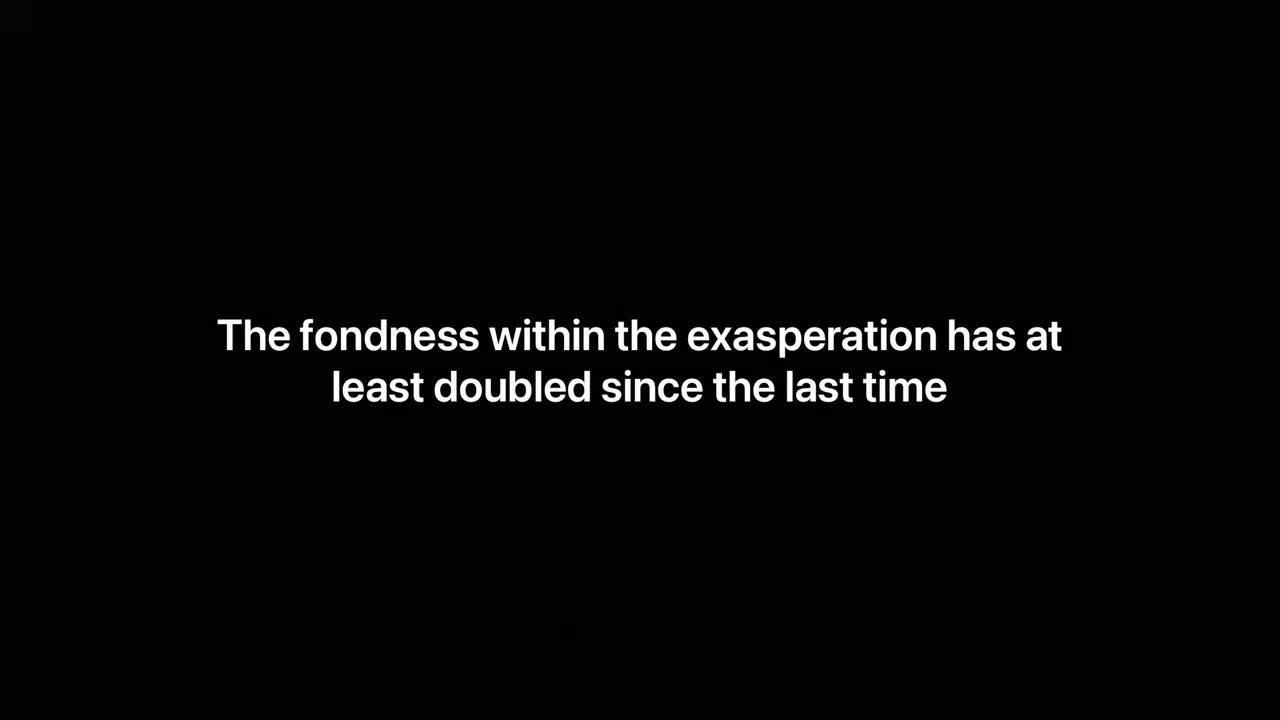 The fondness within the exasperation has at
least doubled since the last time